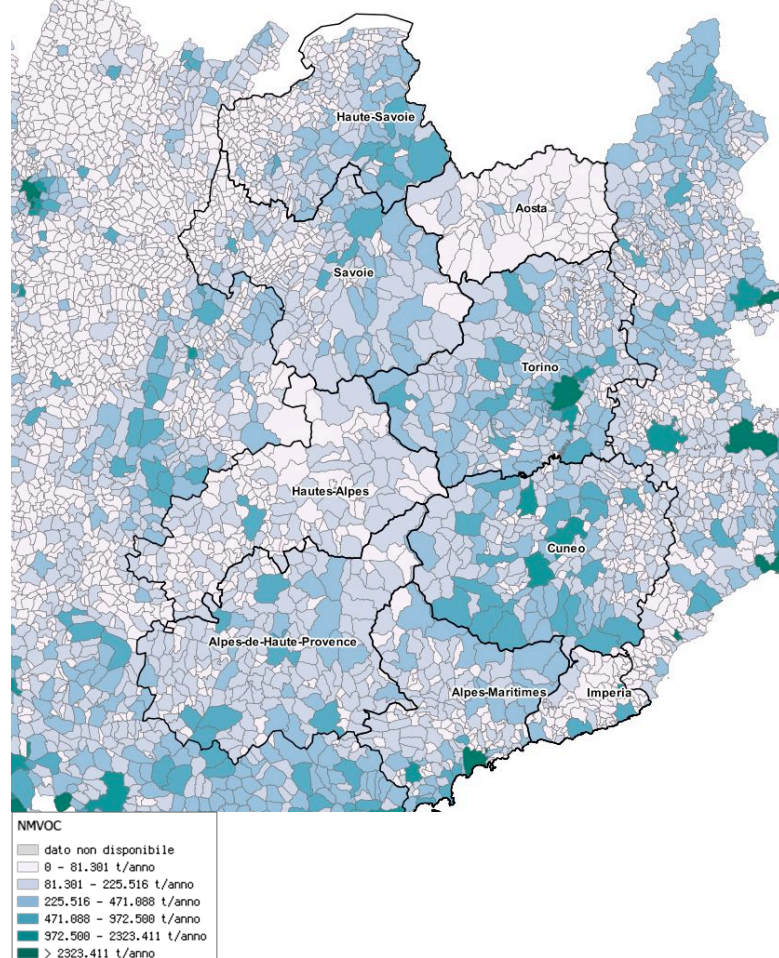 Haute-Savoie
Aosta
Savoie
Torino
Hautes-Alpes
Cuneo
Alpes-de-Haute-Provence
Alpes-Maritimes
Imperia
NMVOC
dato non disponibile
0 - 81.301 t/anno
81.301 - 225.516 t/anno
225.516 - 471.088 t/anno
471.088 - 972.500 t/anno
972.500 - 2323.411 t/anno
> 2323.411 t/anno